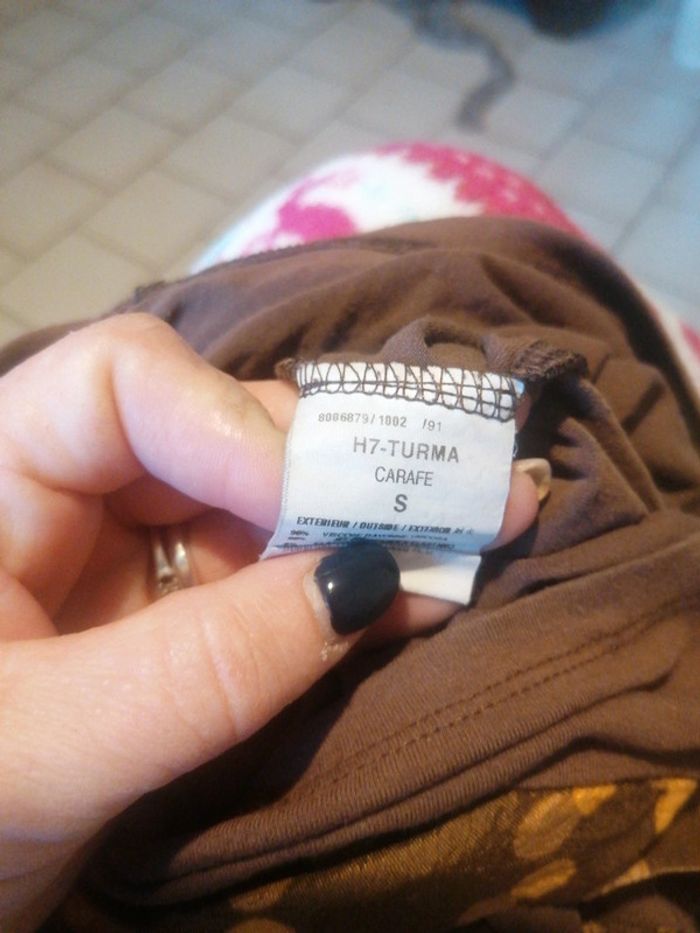 8086879/1002 /91
H7-TURMA
CARAFE
S
EXTERIEUR / OUTSIDE / EXTERIOR